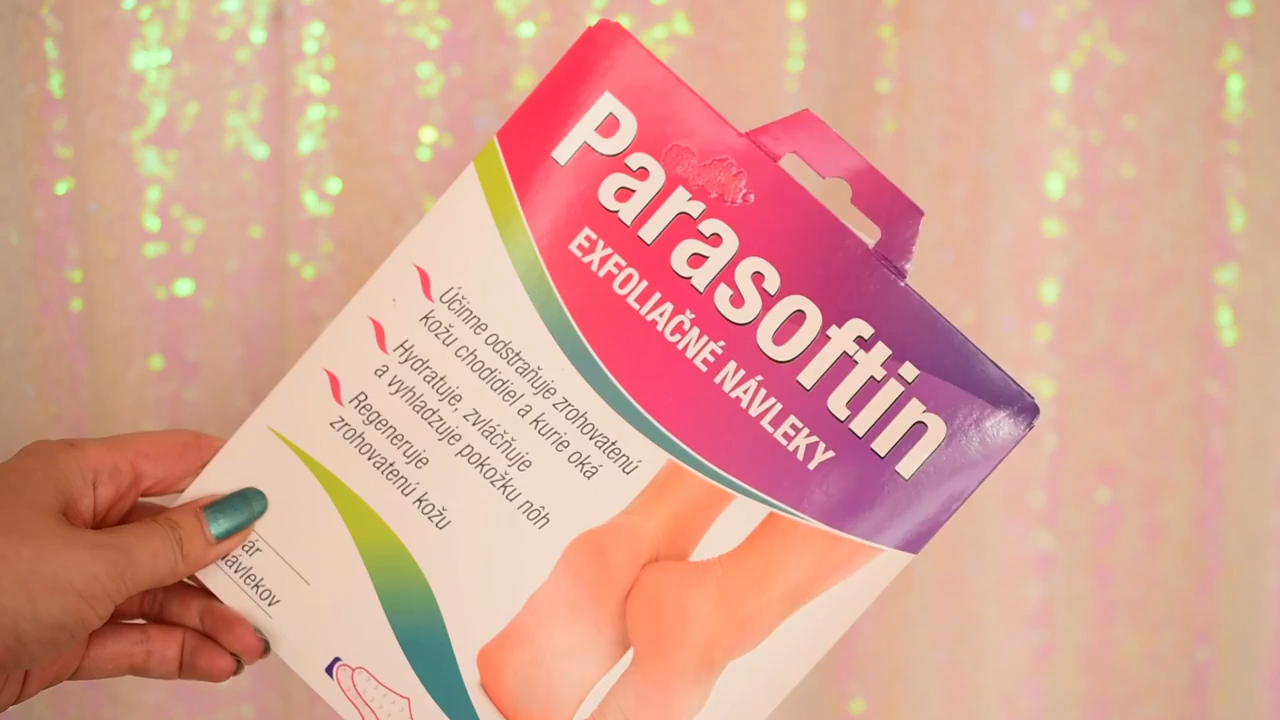 Parasoftin
EXFOLIAČNÉ NÁVLEKY
Účinne odstraňuje zrohovatenú
kožu chodidiel a kurie oká
Hydratuje, zvláčňuje
a vyhladzuje pokožku nôh
Regeneruje
zrohovatenú kožu
ár
návlekov